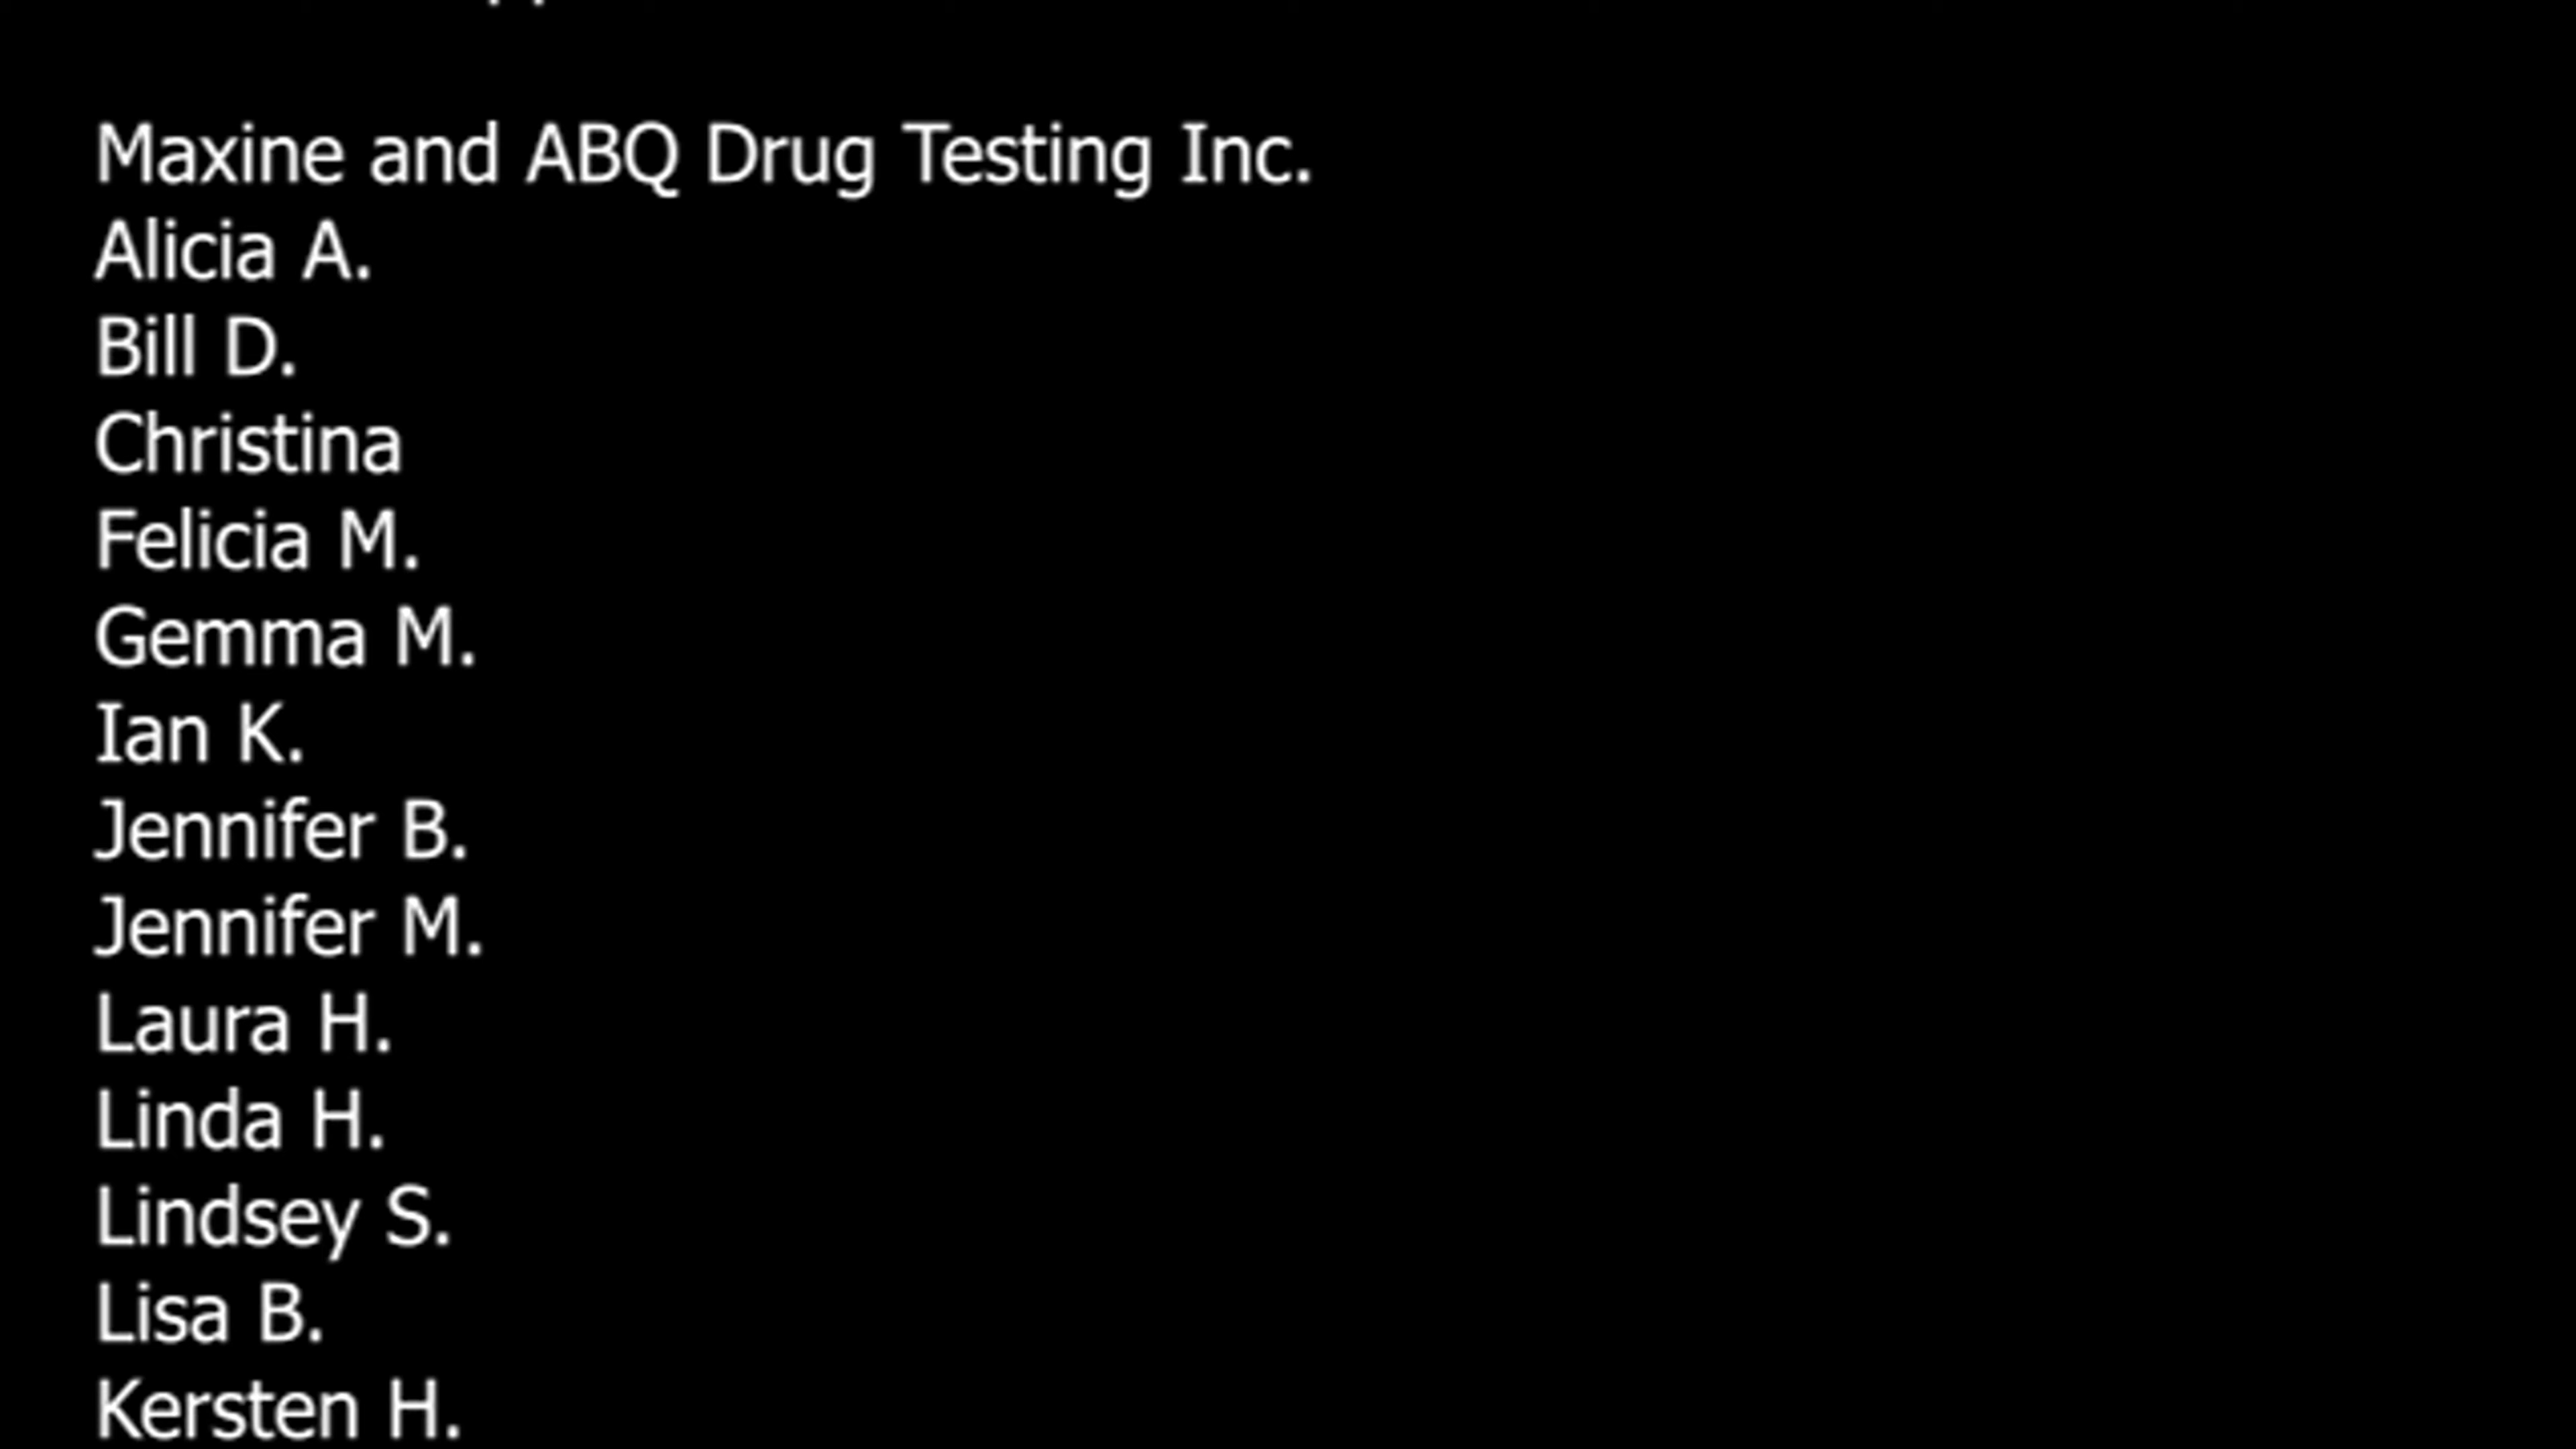 Maxine and ABQ Drug Testing Inc.
Alicia A.
Bill D.
Christina
Felicia M.
Gemma M.
Ian K.
Jennifer B.
Jennifer M.
Laura H.
Linda H.
Lindsey S.
Lisa B.
Kersten H.